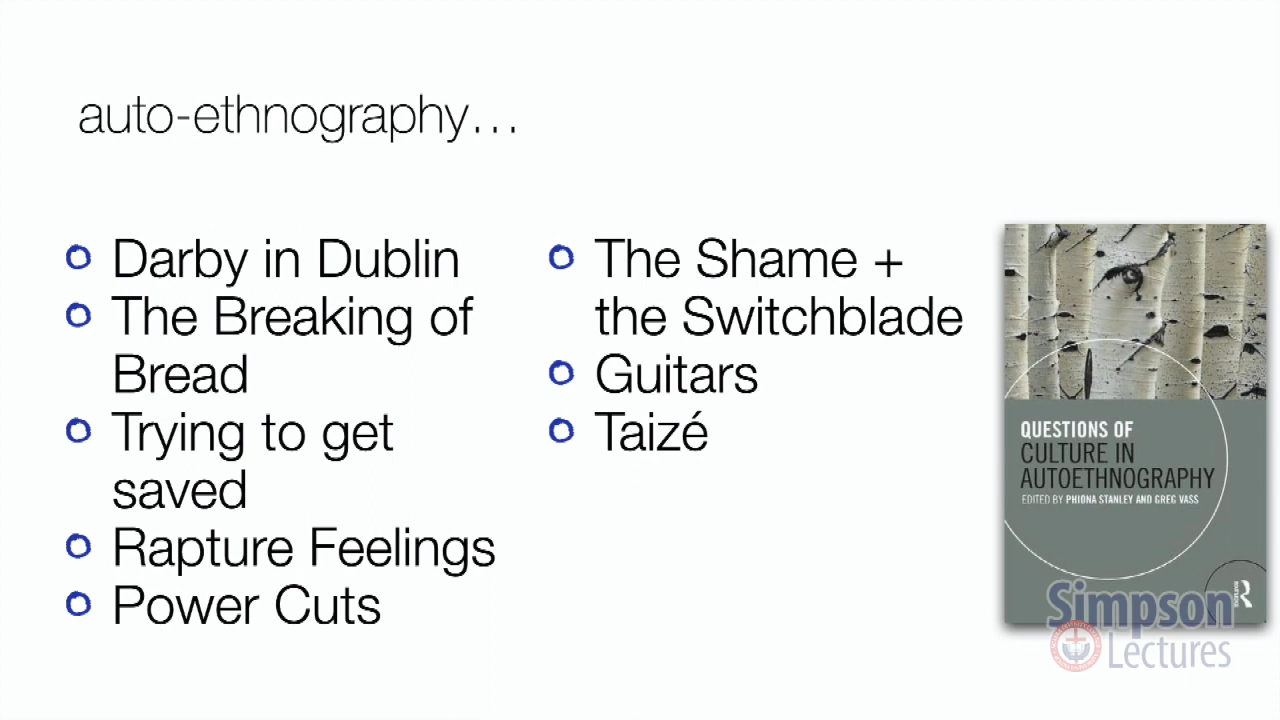 auto-ethnography…
Darby in Dublin
The Breaking of
Bread
Trying to get
saved
Rapture Feelings
Power Cuts
The Shame +
the Switchblade
Guitars
Taizé
QUESTIONS OF
CULTURE IN
AUTOETHNOGRAPHY
EDITED BY PHIONA STANLEY AND GREG VASS
Simpson
Lectures